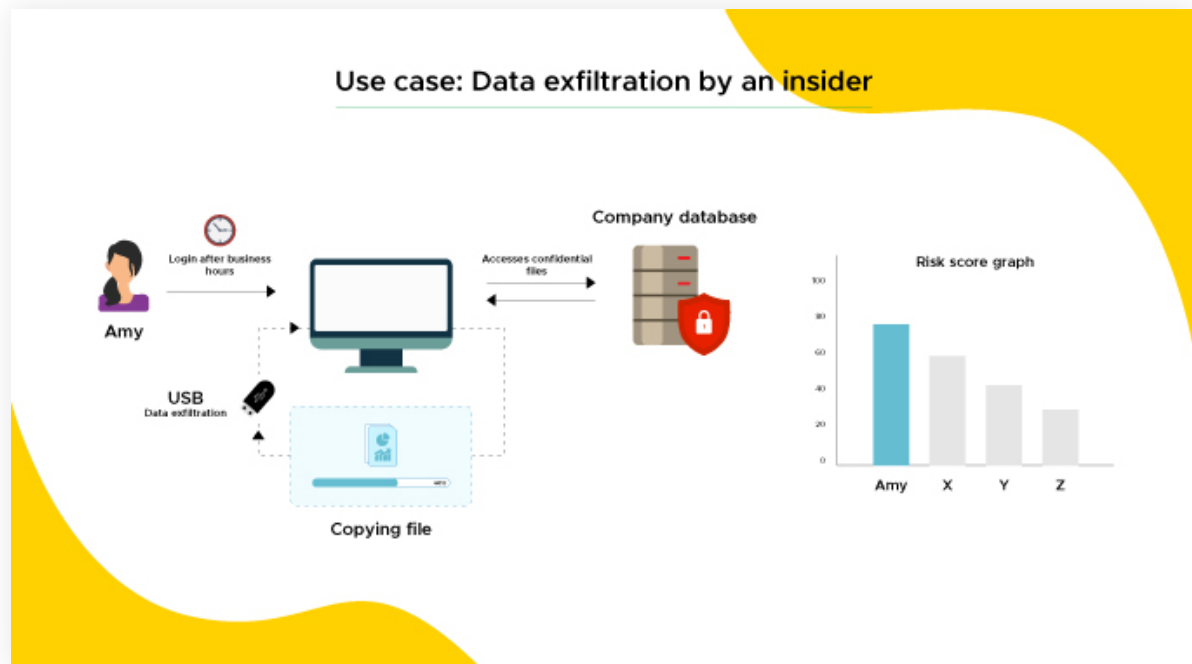 Use case: Data exfiltration by an insider
Login after business
hours
Amy
Accesses confidential
files
Company database
USB
Data exfiltration
Copying file
Risk score graph
100
80
60
40
20
0
Amy
X
Y
Z